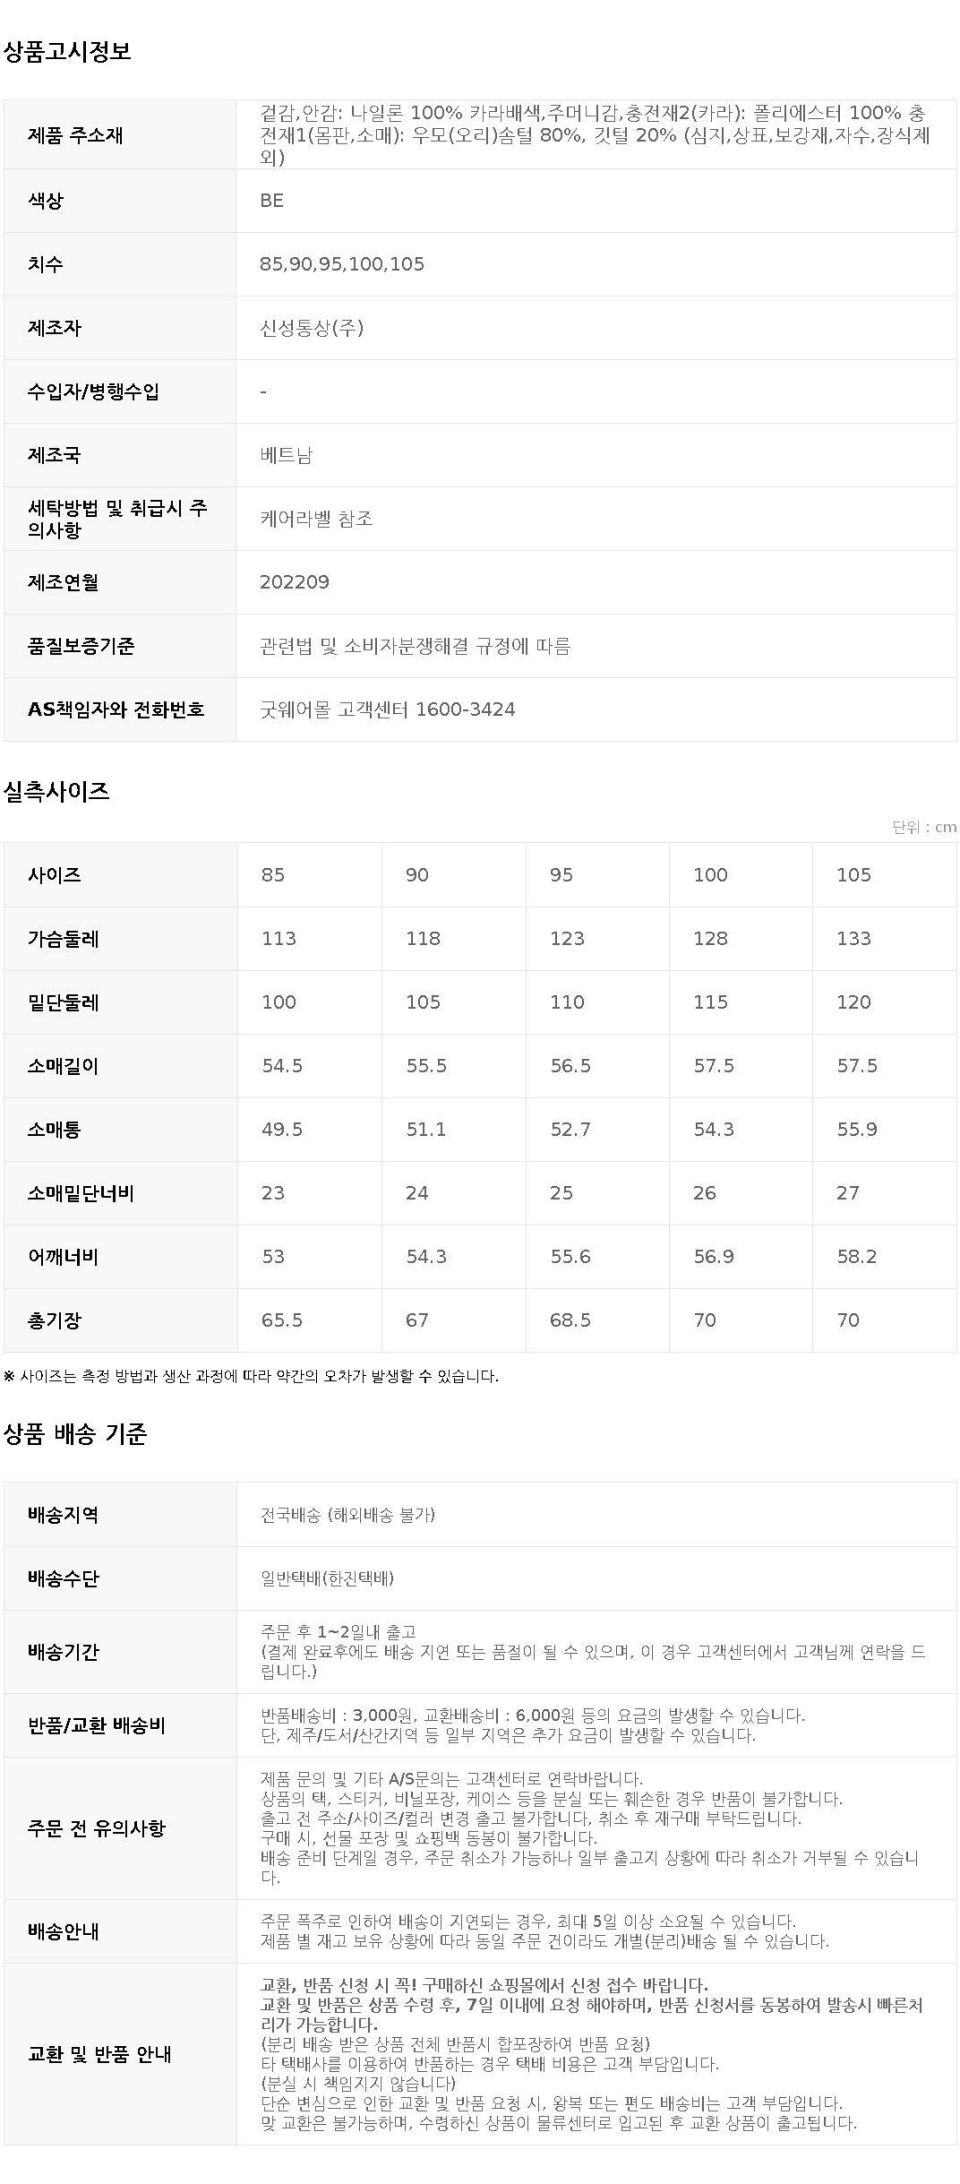 상품고시정보
제품 주소재
겉감,안감: 나일론 100% 카라배색,주머니감,충전재2(카라): 폴리에스터 100% 충
전재1(몸판,소매): 우모(오리)솜털 80%, 깃털 20% (심지,상표,보강재,자수,장식제
외)
색상
BE
치수
85,90,95,100,105
제조자
신성통상(주)
수입자/병행수입
-
제조국
베트남
세탁방법 및 취급시 주
의사항
케어라벨 참조
제조연월
202209
품질보증기준
관련법 및 소비자분쟁해결 규정에 따름
AS책임자와 전화번호
굿웨어몰 고객센터 1600-3424
실측사이즈
단위 : cm
사이즈 85 90 95 100 105
가슴둘레 113 118 123 128 133
밑단둘레 100 105 110 115 120
소매길이 54.5 55.5 56.5 57.5 57.5
소매통 49.5 51.1 52.7 54.3 55.9
소매밑단너비 23 24 25 26 27
어깨너비 53 54.3 55.6 56.9 58.2
총기장 65.5 67 68.5 70 70
※ 사이즈는 측정 방법과 생산 과정에 따라 약간의 오차가 발생할 수 있습니다.
상품 배송 기준
배송지역
전국배송 (해외배송 불가)
배송수단
일반택배(한진택배)
배송기간
주문 후 1~2일내 출고
(결제 완료후에도 배송 지연 또는 품절이 될 수 있으며, 이 경우 고객센터에서 고객님께 연락을 드
립니다.)
반품/교환 배송비
반품배송비 : 3,000원, 교환배송비 : 6,000원 등의 요금의 발생할 수 있습니다.
단, 제주/도서/산간지역 등 일부 지역은 추가 요금이 발생할 수 있습니다.
주문 전 유의사항
제품 문의 및 기타 A/S문의는 고객센터로 연락바랍니다.
상품의 택, 스티커, 비닐포장, 케이스 등을 분실 또는 훼손한 경우 반품이 불가합니다.
출고 전 주소/사이즈/컬러 변경 출고 불가합니다, 취소 후 재구매 부탁드립니다.
구매 시, 선물 포장 및 쇼핑백 동봉이 불가합니다.
배송 준비 단계일 경우, 주문 취소가 가능하나 일부 출고지 상황에 따라 취소가 거부될 수 있습니
다.
배송안내
주문 폭주로 인하여 배송이 지연되는 경우, 최대 5일 이상 소요될 수 있습니다.
제품 별 재고 보유 상황에 따라 동일 주문 건이라도 개별(분리)배송 될 수 있습니다.
교환 및 반품 안내
교환, 반품 신청 시 꼭! 구매하신 쇼핑몰에서 신청 접수 바랍니다.
교환 및 반품은 상품 수령 후, 7일 이내에 요청 해야하며, 반품 신청서를 동봉하여 발송시 빠른처
리가 가능합니다.
(분리 배송 받은 상품 전체 반품시 합포장하여 반품 요청)
타 택배사를 이용하여 반품하는 경우 택배 비용은 고객 부담입니다.
(분실 시 책임지지 않습니다)
단순 변심으로 인한 교환 및 반품 요청 시, 왕복 또는 편도 배송비는 고객 부담입니다.
맞 교환은 불가능하며, 수령하신 상품이 물류센터로 입고된 후 교환 상품이 출고됩니다.